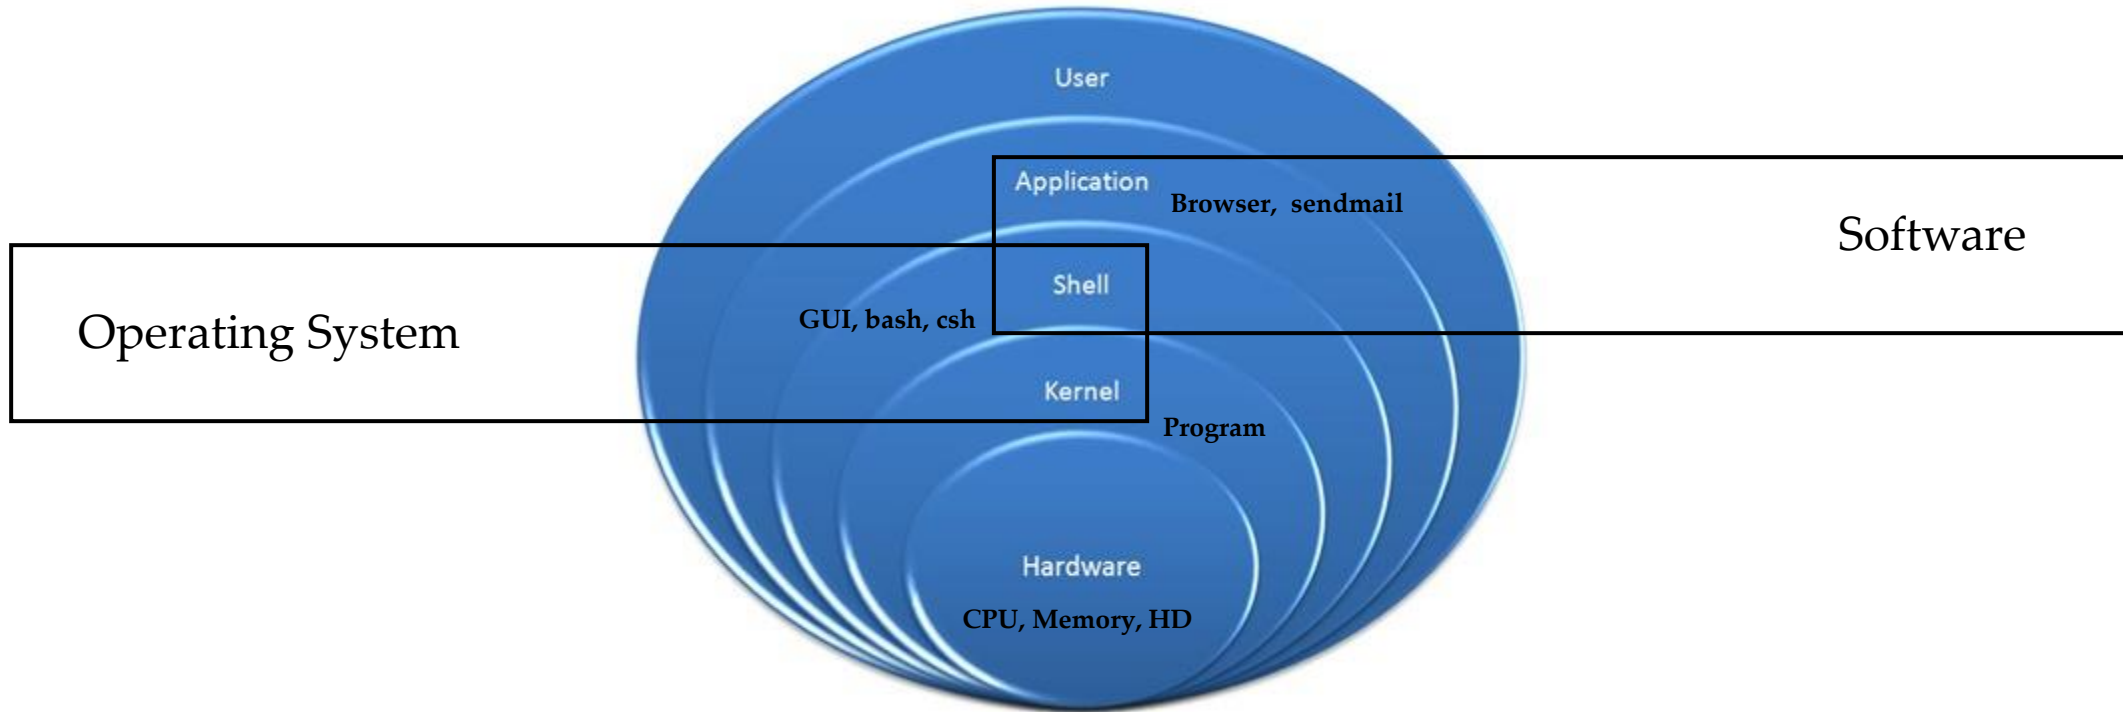 User
Application
Browser, sendmail
Software
Shell
GUI, bash, csh
Operating System
Kernel
Program
Hardware
CPU, Memory, HD